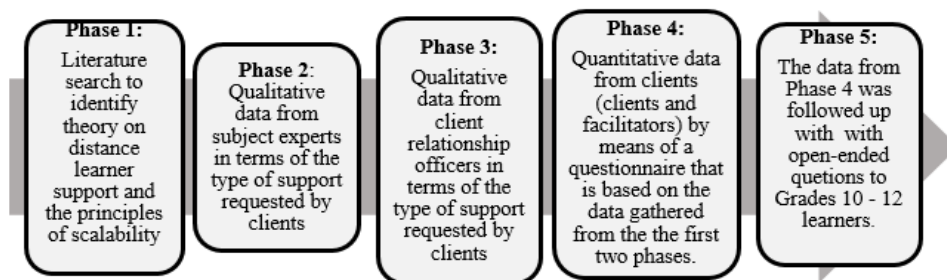 Phase 1:
Literature
search to
identify
theory on
distance
learner
support and
the principles
of scalability
Phase 2:
Qualitative
data from
subject experts
in terms of the
type of support
requested by
clients
Phase 3:
Qualitative
data from
client
relationship
officers in
terms of the
type of support
requested by
clients
Phase 4:
Quantitative data
from clients
(clients and
facilitators) by
means of a
questionnaire that
is based on the
data gathered
from the the first
two phases.
Phase 5:
The data from
Phase 4 was
followed up
with  with
open-ended
quetions to
Grades 10 - 12
learners.